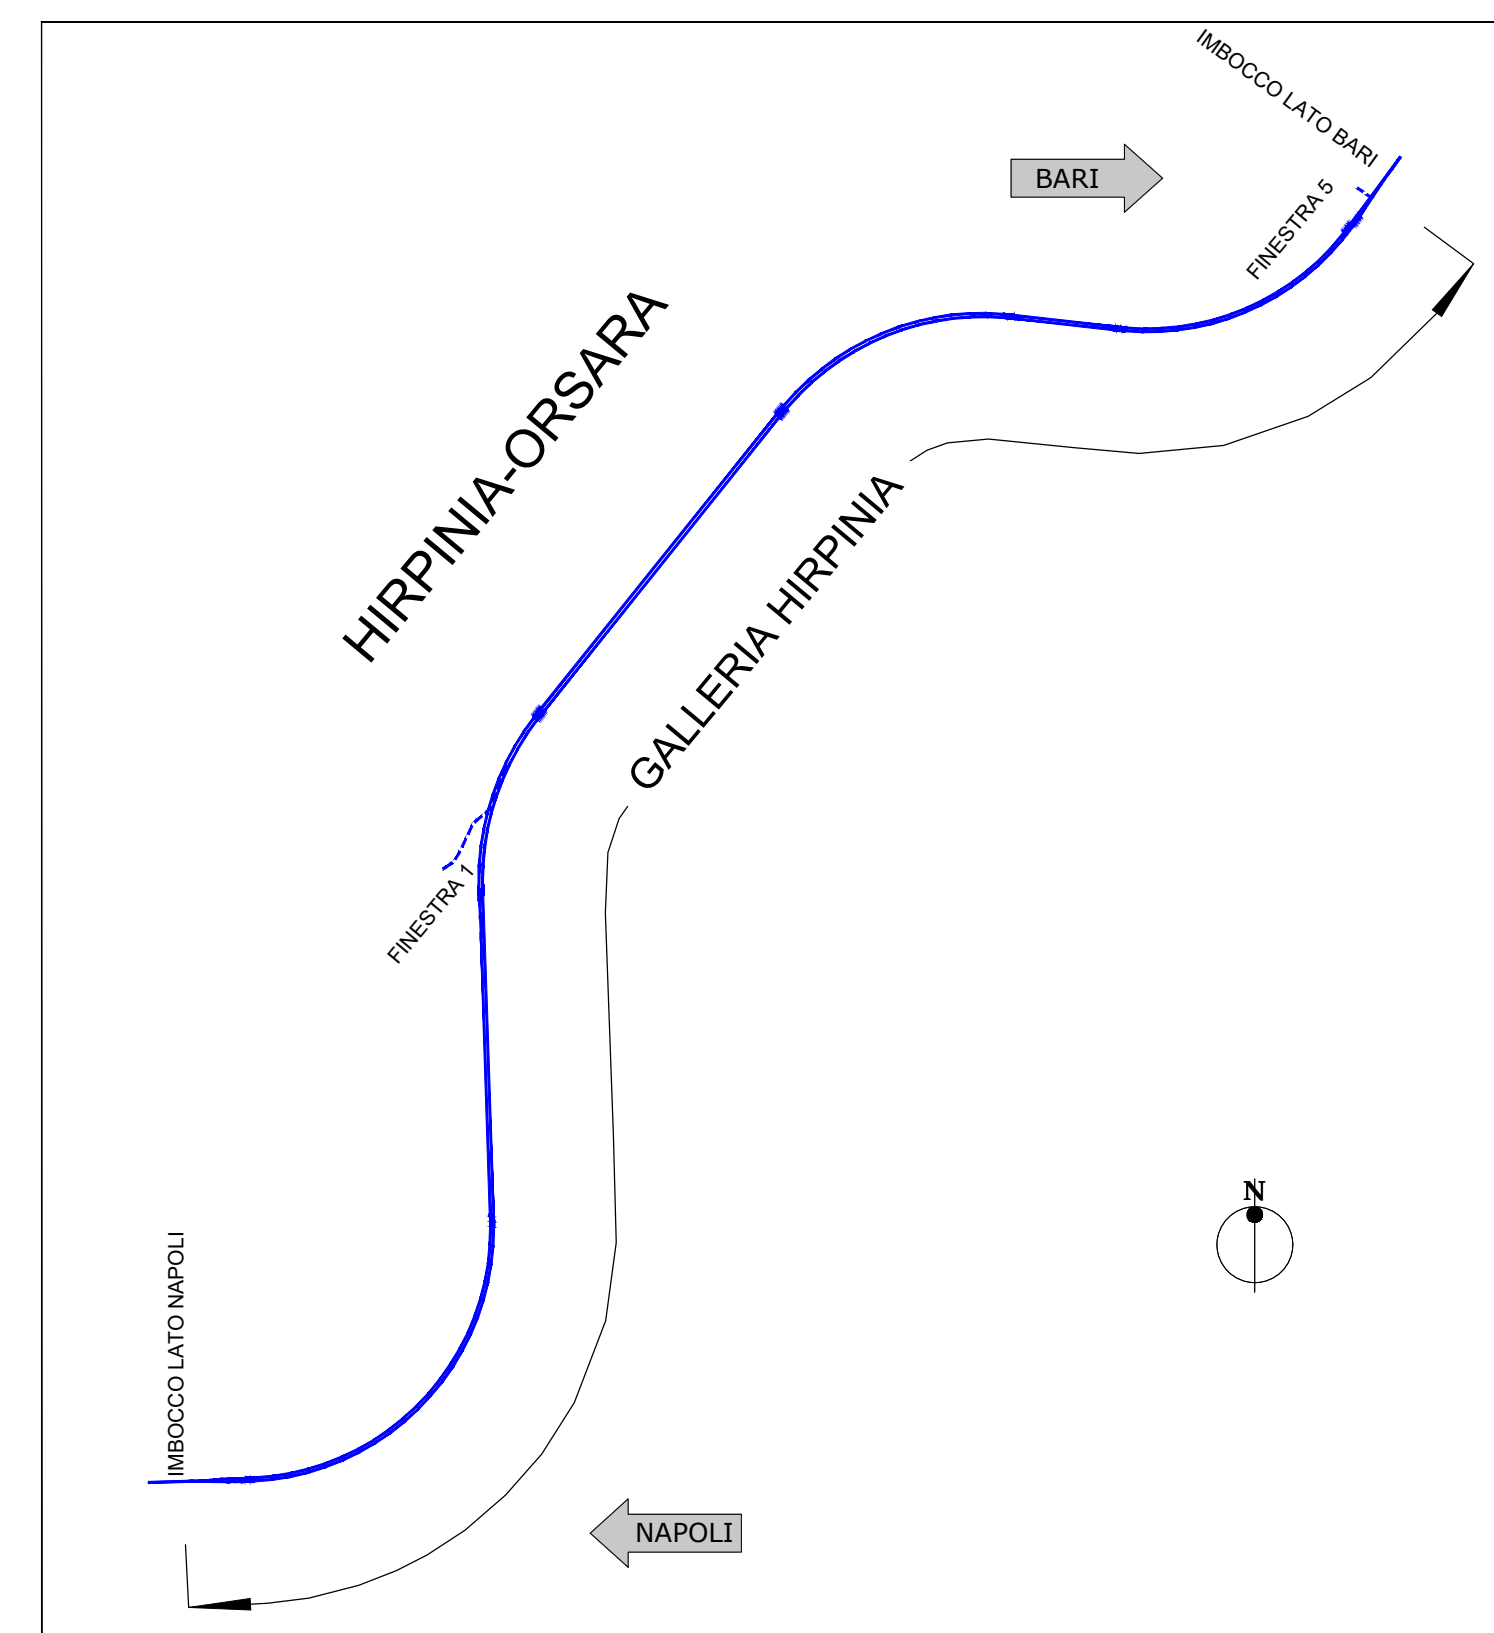 IMBOCCO LATO BARI
BARI
FINESTRA 5
HIRPINIA-ORSARA
GALLERIA HIRPINIA
FINESTRA 1
N
IMBOCCO LATO NAPOLI
NAPOLI